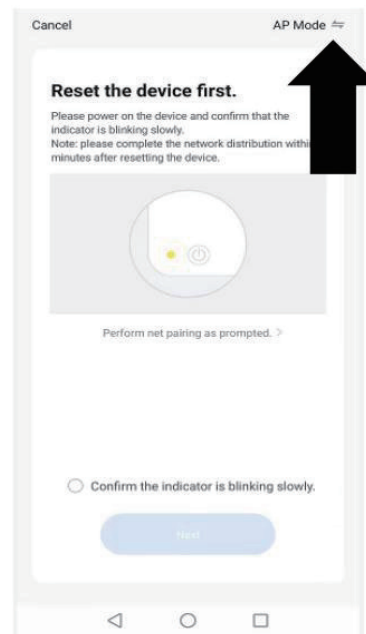 Cancel AP Mode
Reset the device first.
Please power on the device and confirm that the
indicator is blinking slowly.
Note: please complete the network distribution
minutes after resetting the device.
Perform net pairing as prompted. >
Confirm the indicator is blinking slowly.
Next